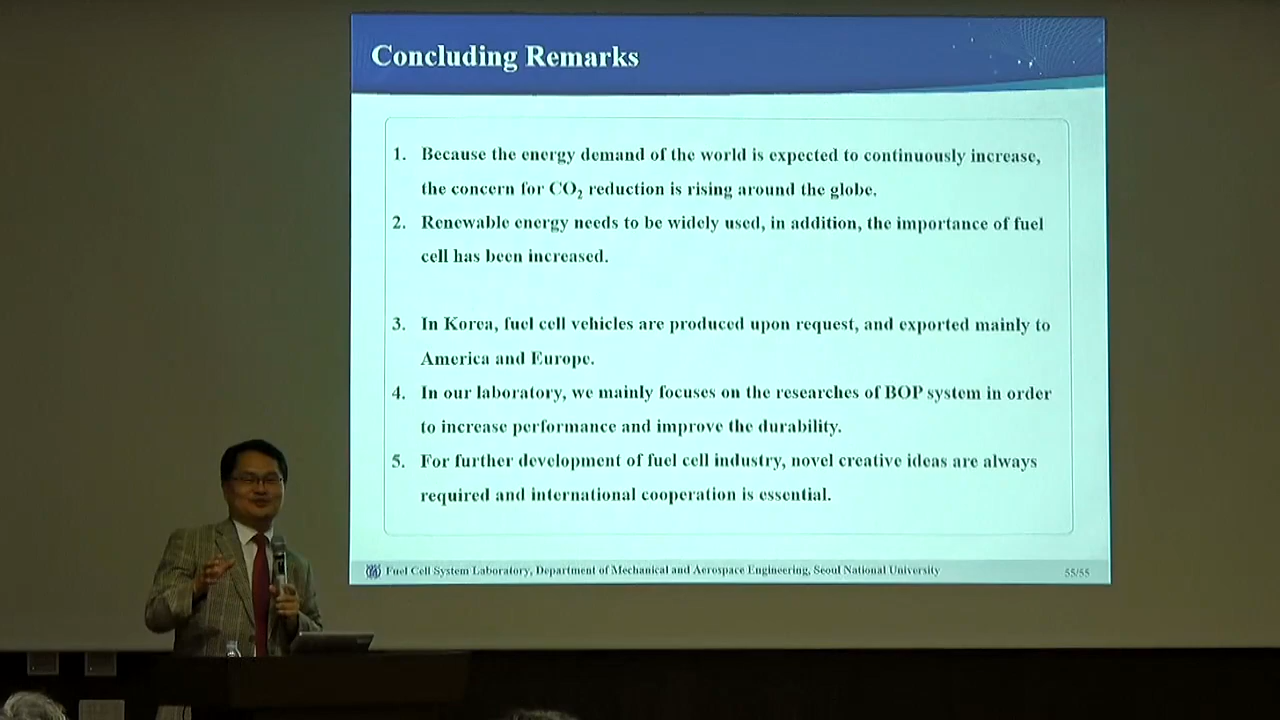 Concluding Remarks
1. Because the energy demand of the world is expected to continuously increase,
the concern for CO₂ reduction is rising around the globe.
2. Renewable energy needs to be widely used, in addition, the importance of fuel
cell has been increased.
3. In Korea, fuel cell vehicles are produced upon request, and exported mainly to
America and Europe.
4. In our laboratory, we mainly focuses on the researches of BOP system in order
to increase performance and improve the durability.
5. For further development of fuel cell industry, novel creative ideas are always
required and international cooperation is essential.
Fuel Cell System Laboratory, Department of Mechanical and Aerospace Engineering, Seoul National University 55/55